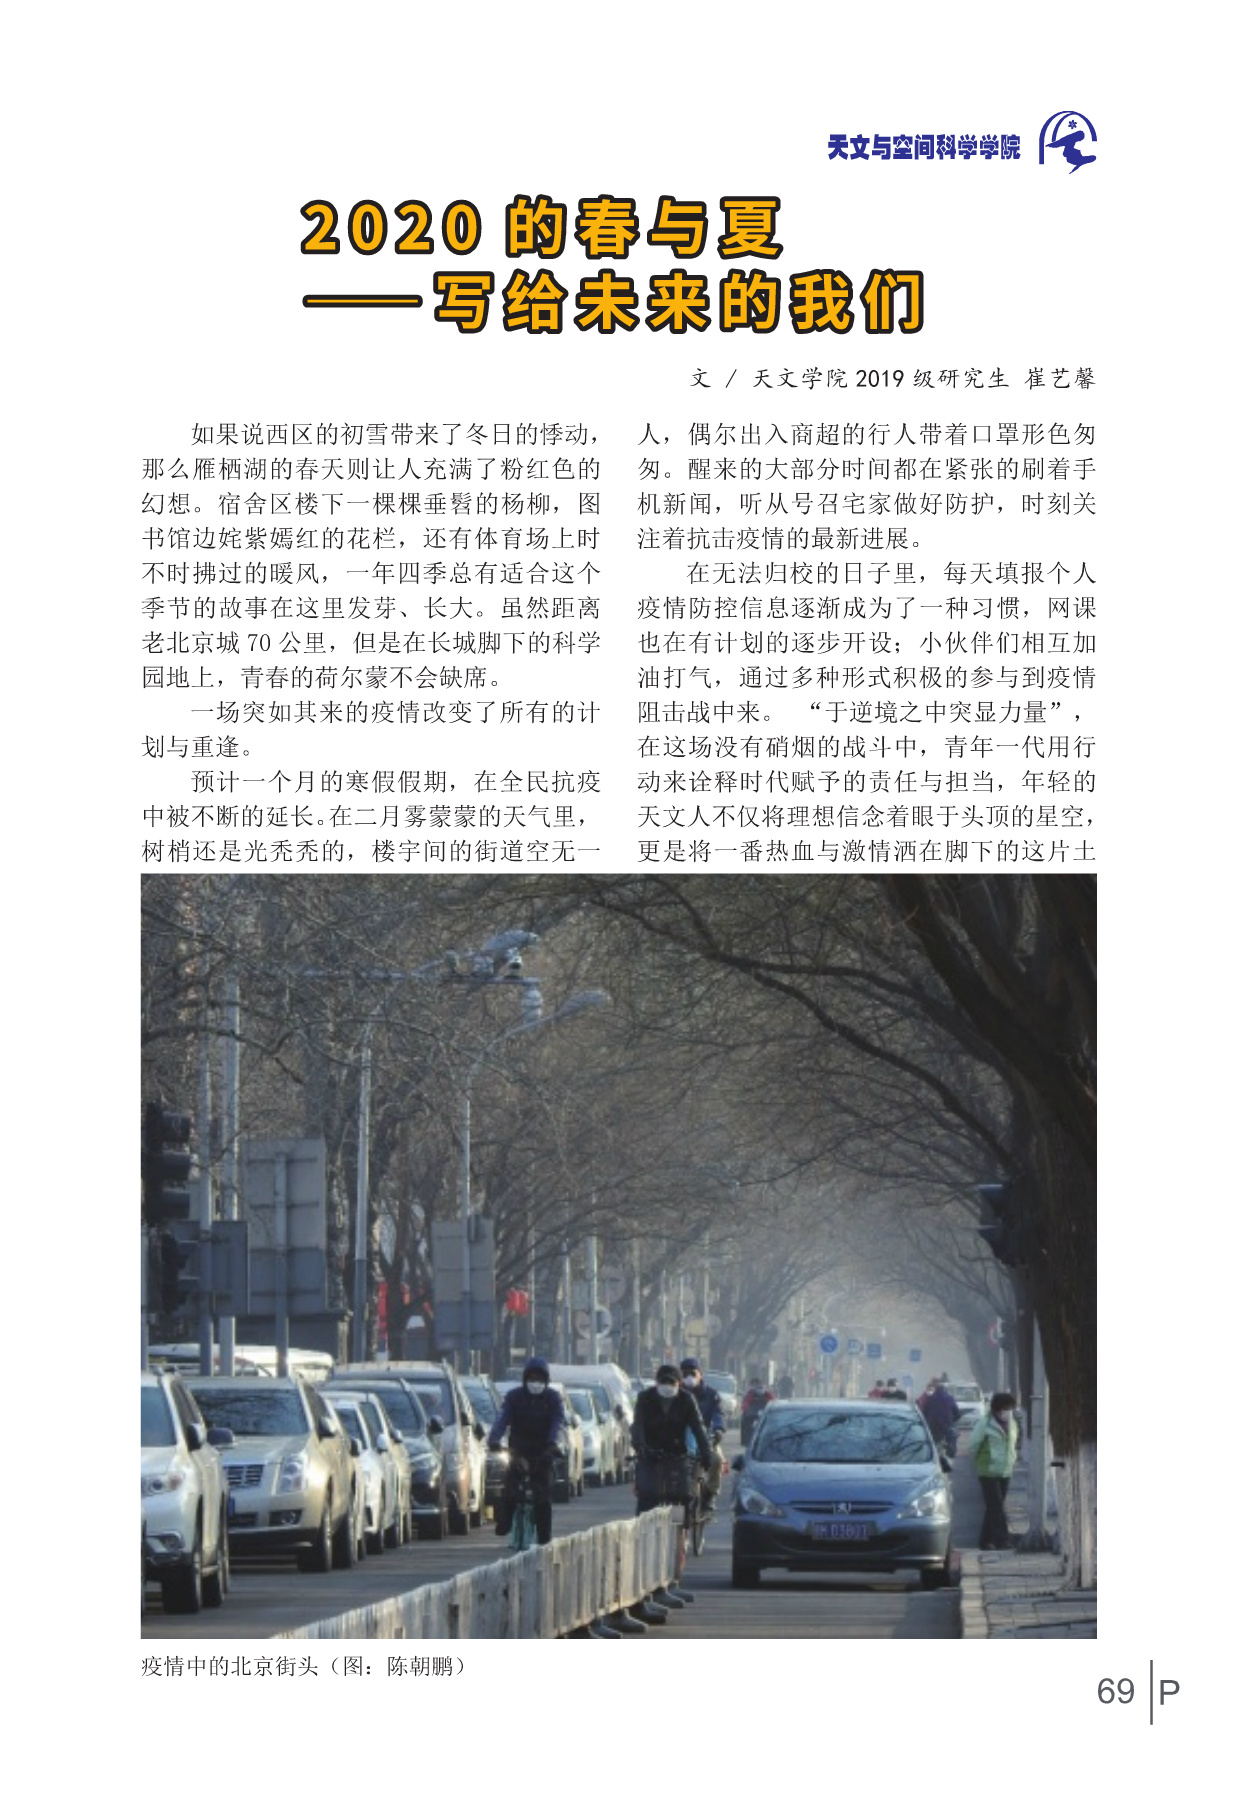 天文与空间科学学院
2020 的春与夏
——写给未来的我们
文 / 天文学院 2019 级研究生 崔艺馨
如果说西区的初雪带来了冬日的悸动，
那么雁栖湖的春天则让人充满了粉红色的
幻想。宿舍区楼下一棵棵垂髫的杨柳，图
书馆边姹紫嫣红的花栏，还有体育场上时
不时拂过的暖风，一年四季总有适合这个
季节的故事在这里发芽、长大。虽然距离
老北京城 70 公里，但是在长城脚下的科学
园地上，青春的荷尔蒙不会缺席。
一场突如其来的疫情改变了所有的计
划与重逢。
预计一个月的寒假假期，在全民抗疫
中被不断的延长。在二月雾蒙蒙的天气里，
树梢还是光秃秃的，楼宇间的街道空无一
人，偶尔出入商超的行人带着口罩形色匆
匆。醒来的大部分时间都在紧张的刷着手
机新闻，听从号召宅家做好防护，时刻关
注着抗击疫情的最新进展。
在无法归校的日子里，每天填报个人
疫情防控信息逐渐成为了一种习惯，网课
也在有计划的逐步开设；小伙伴们相互加
油打气，通过多种形式积极的参与到疫情
阻击战中来。 “于逆境之中突显力量”，
在这场没有硝烟的战斗中，青年一代用行
动来诠释时代赋予的责任与担当，年轻的
天文人不仅将理想信念着眼于头顶的星空，
更是将一番热血与激情洒在脚下的这片土
疫情中的北京街头（图：陈朝鹏）
69 P